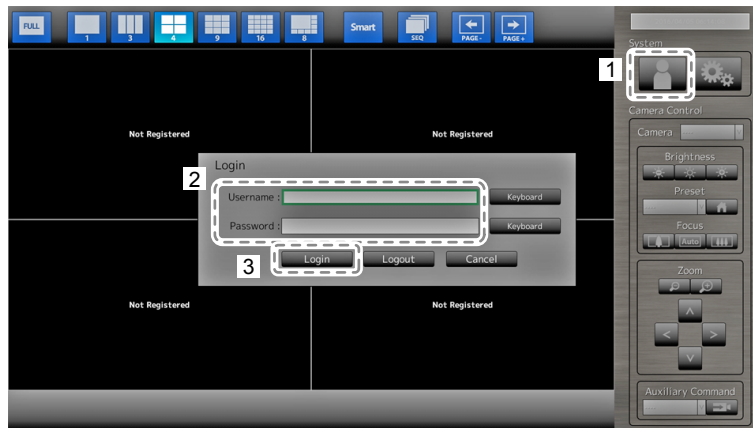 FULL 1 3 4 9 16 8 Smart SEQ PAGE- PAGE+
System
1
Camera Control
Not Registered Not Registered
Camera
Login
Brightness
2
Username : Keyboard
Preset
Password : Keyboard
Focus
Auto
3 Login Logout Cancel
Zoom
Not Registered Not Registered
Auxiliary Command